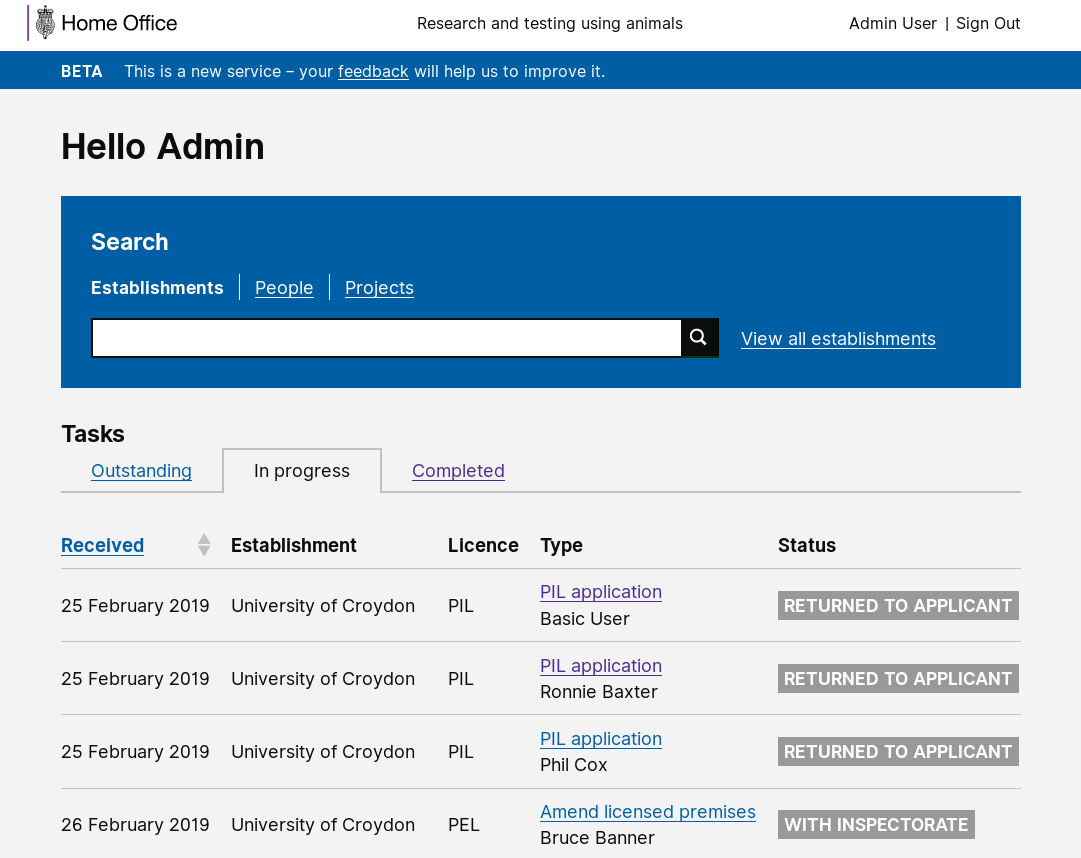 Home Office
Research and testing using animals
Admin User | Sign Out
BETA This is a new service – your feedback will help us to improve it.
Hello Admin
Search
Establishments People Projects
View all establishments
Tasks
Outstanding In progress Completed
Received Establishment Licence Type Status
25 February 2019 University of Croydon PIL PIL application RETURNED TO APPLICANT
Basic User
25 February 2019 University of Croydon PIL PIL application RETURNED TO APPLICANT
Ronnie Baxter
25 February 2019 University of Croydon PIL PIL application RETURNED TO APPLICANT
Phil Cox
26 February 2019 University of Croydon PEL Amend licensed premises WITH INSPECTORATE
Bruce Banner